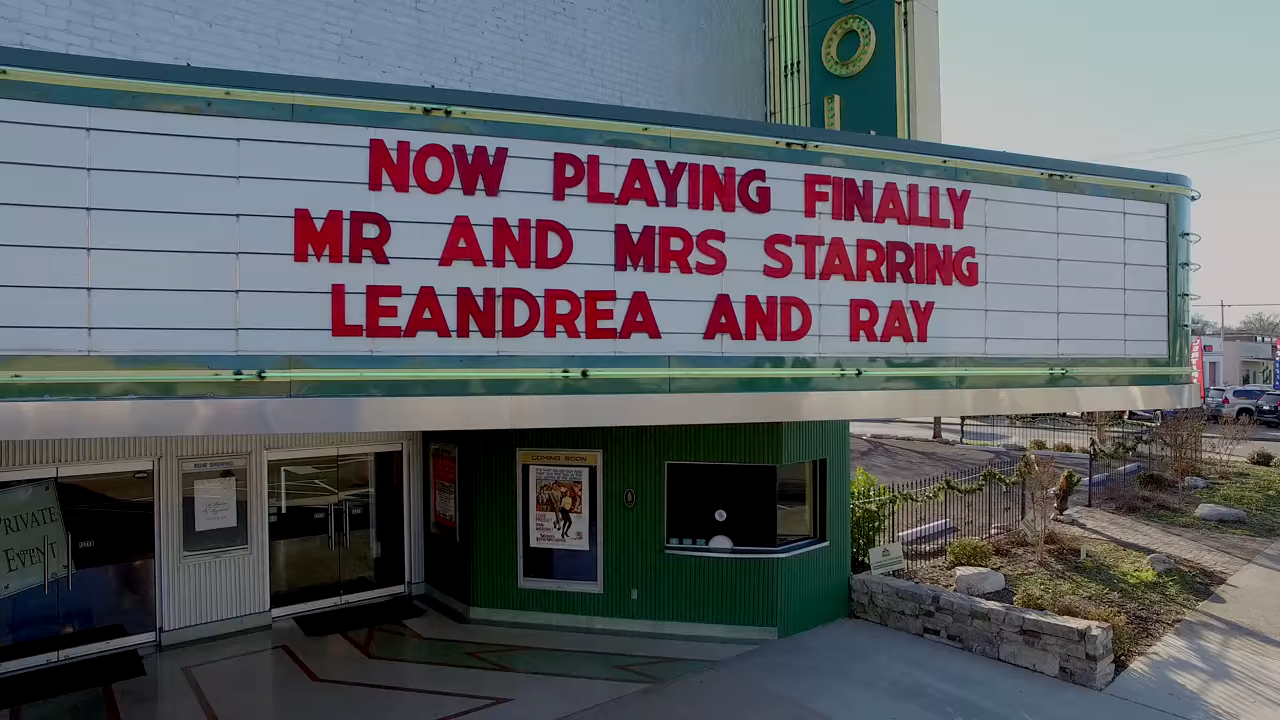 O
I
NOW PLAYING FINALLY
MR AND MRS STARRING
LEANDREA AND RAY
PRIVATE
EVENT
COMING SOON